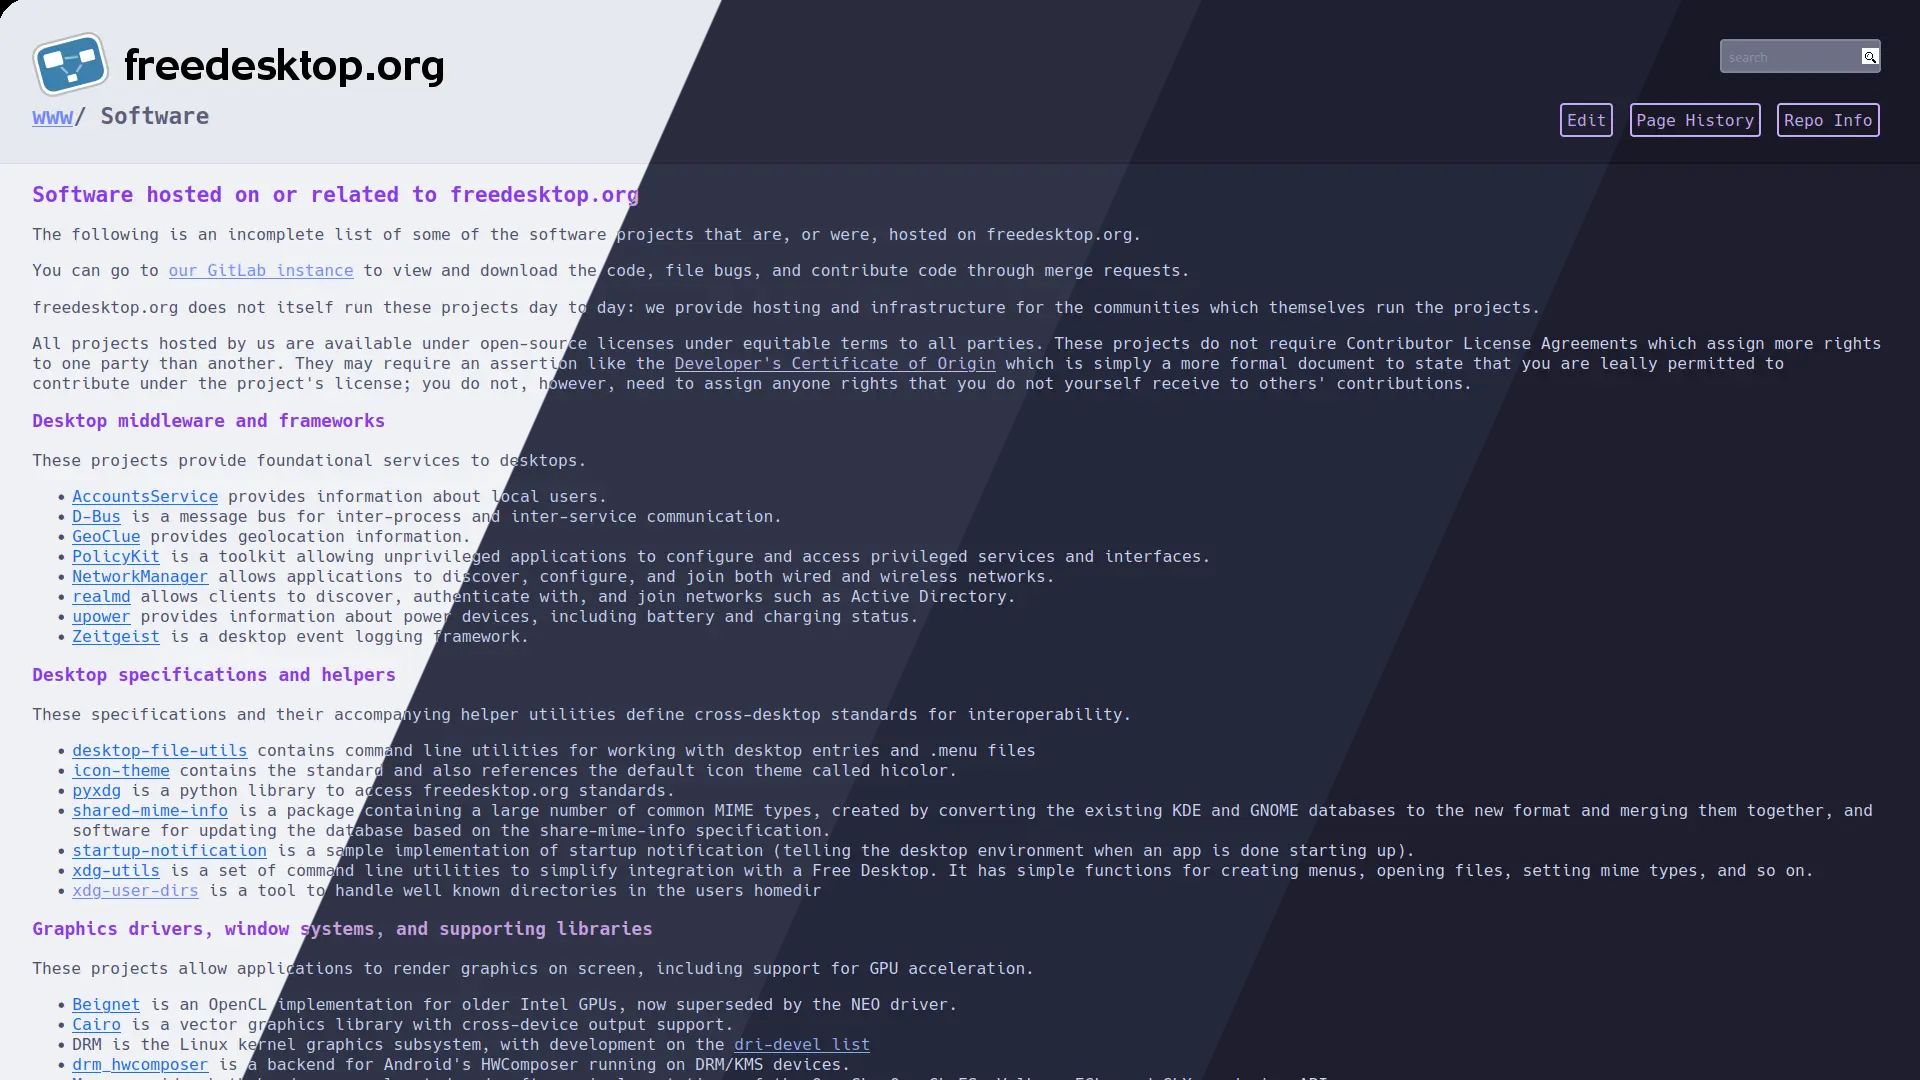 freedesktop.org
search
www/ Software
Edit Page History Repo Info
Software hosted on or related to freedesktop.org
The following is an incomplete list of some of the software projects that are, or were, hosted on freedesktop.org.
You can go to our GitLab instance to view and download the code, file bugs, and contribute code through merge requests.
freedesktop.org does not itself run these projects day to day: we provide hosting and infrastructure for the communities which themselves run the projects.
All projects hosted by us are available under open-source licenses under equitable terms to all parties. These projects do not require Contributor License Agreements which assign more rights
to one party than another. They may require an assertion like the Developer's Certificate of Origin which is simply a more formal document to state that you are leally permitted to
contribute under the project's license; you do not, however, need to assign anyone rights that you do not yourself receive to others' contributions.
Desktop middleware and frameworks
These projects provide foundational services to desktops.
• AccountsService provides information about local users.
• D-Bus is a message bus for inter-process and inter-service communication.
• GeoClue provides geolocation information.
• PolicyKit is a toolkit allowing unprivileged applications to configure and access privileged services and interfaces.
• NetworkManager allows applications to discover, configure, and join both wired and wireless networks.
• realmd allows clients to discover, authenticate with, and join networks such as Active Directory.
• upower provides information about power devices, including battery and charging status.
• Zeitgeist is a desktop event logging framework.
Desktop specifications and helpers
These specifications and their accompanying helper utilities define cross-desktop standards for interoperability.
• desktop-file-utils contains command line utilities for working with desktop entries and .menu files
• icon-theme contains the standard and also references the default icon theme called hicolor.
• pyxdg is a python library to access freedesktop.org standards.
• shared-mime-info is a package containing a large number of common MIME types, created by converting the existing KDE and GNOME databases to the new format and merging them together, and
software for updating the database based on the share-mime-info specification.
• startup-notification is a sample implementation of startup notification (telling the desktop environment when an app is done starting up).
• xdg-utils is a set of command line utilities to simplify integration with a Free Desktop. It has simple functions for creating menus, opening files, setting mime types, and so on.
• xdg-user-dirs is a tool to handle well known directories in the users homedir
Graphics drivers, window systems, and supporting libraries
These projects allow applications to render graphics on screen, including support for GPU acceleration.
• Beignet is an OpenCL implementation for older Intel GPUs, now superseded by the NEO driver.
• Cairo is a vector graphics library with cross-device output support.
• DRM is the Linux kernel graphics subsystem, with development on the dri-devel list
• drm_hwcomposer is a backend for Android's HWComposer running on DRM/KMS devices.